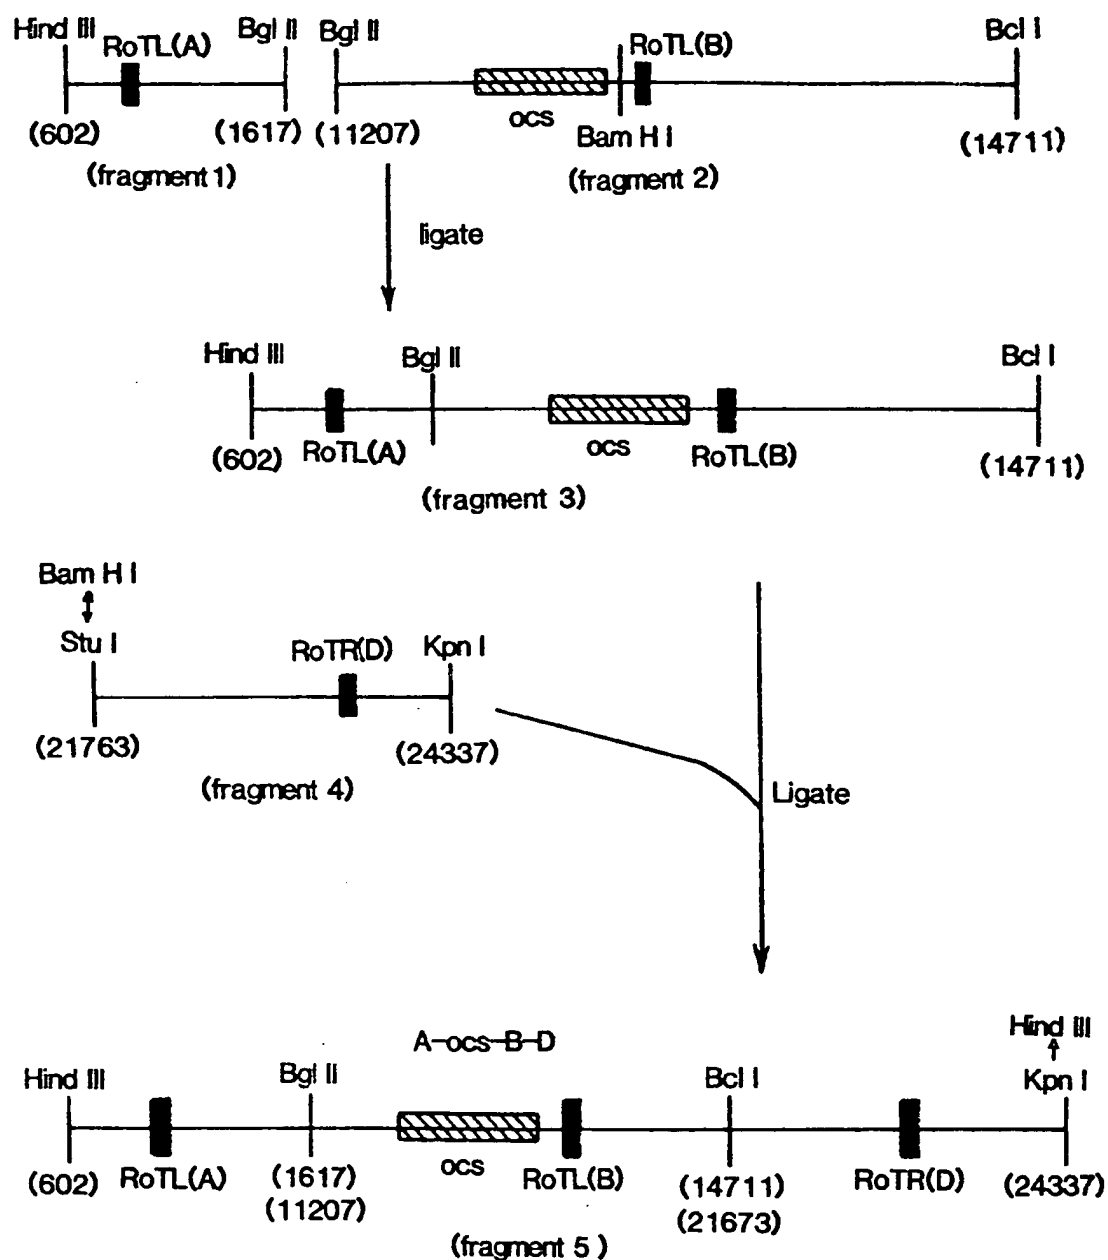 Hind III
RoTL(A)
Bgl II
Bgl II
RoTL(B)
Bcl I
ocs
Bam H I
(602)
(1617)
(11207)
(14711)
(fragment 1)
(fragment 2)
ligate
Hind III
Bgl II
Bcl I
(602)
RoTL(A)
ocs
RoTL(B)
(14711)
(fragment 3)
Bam H I
Stu I
RoTR(D)
Kpn I
(21763)
(24337)
(fragment 4)
Ligate
A-ocs-B-D
Hind III
Hind III
Bgl II
Bcl I
Kpn I
(602)
RoTL(A)
(1617)
(11207)
ocs
RoTL(B)
(14711)
(21673)
RoTR(D)
(24337)
(fragment 5 )